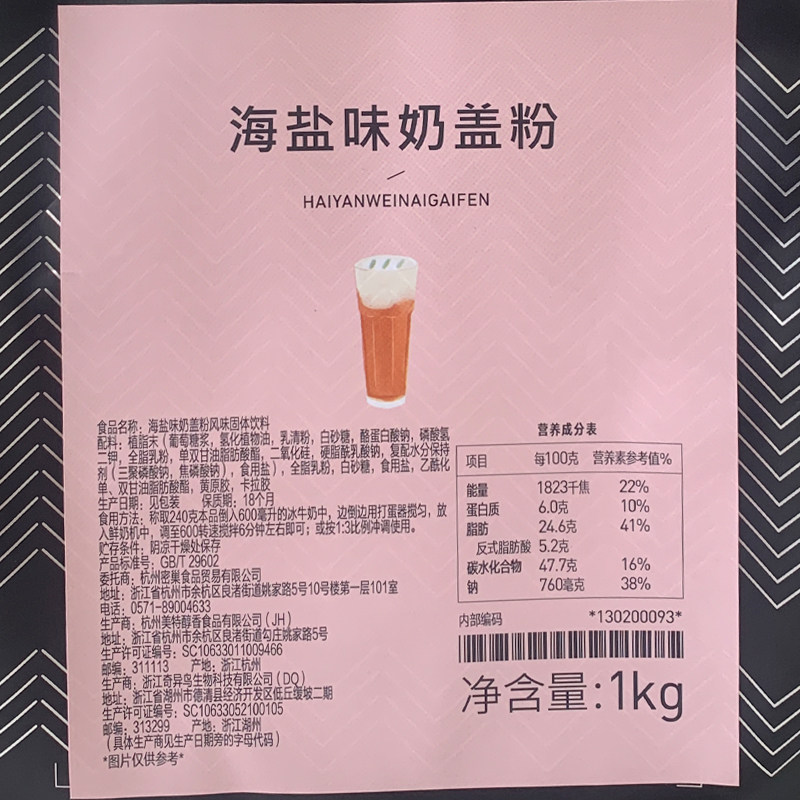 海盐味奶盖粉
HAIYANWEINAIGAIFEN
食品名称：海盐味奶盖粉风味固体饮料
配料：植脂末（葡萄糖浆，氢化植物油，乳清粉，白砂糖，酪蛋白酸钠，磷酸氢
二钾，全脂乳粉，单双甘油脂肪酸酯，二氧化硅，硬脂酰乳酸钠，复配水分保持
剂（三聚磷酸钠，焦磷酸钠），食用盐），全脂乳粉，白砂糖，食用盐，乙酰化
单、双甘油脂肪酸酯，黄原胶，卡拉胶
生产日期：见包装 保质期：18个月
食用方法：称取240克本品倒入600毫升的冰牛奶中，边倒边用打蛋器搅匀，放
入鲜奶机中，调至600转速搅拌6分钟左右即可；或按1:3比例冲调使用。
贮存条件：阴凉干燥处保存
产品标准号：GB/T 29602
委托商：杭州密巢食品贸易有限公司
地址：浙江省杭州市余杭区良渚街道姚家路5号10号楼第一层101室
电话：0571-89004633
生产商：杭州美特醇香食品有限公司（JH）
地址：浙江省杭州市余杭区良渚街道勾庄姚家路5号
生产许可证编号：SC10633011009466
邮编：311113 产地：浙江杭州
生产商：浙江奇异鸟生物科技有限公司（DQ）
地址：浙江省湖州市德清县经济开发区低丘缓坡二期
生产许可证编号：SC10633052100105
邮编：313299 产地：浙江湖州
（具体生产商见生产日期旁的字母代码）
*图片仅供参考*
营养成分表
项目 每100克 营养素参考值%
能量 1823千焦 22%
蛋白质 6.0克 10%
脂肪 24.6克 41%
反式脂肪酸 5.2克
碳水化合物 47.7克 16%
钠 760毫克 38%
内部编码 *130200093*
净含量:1kg